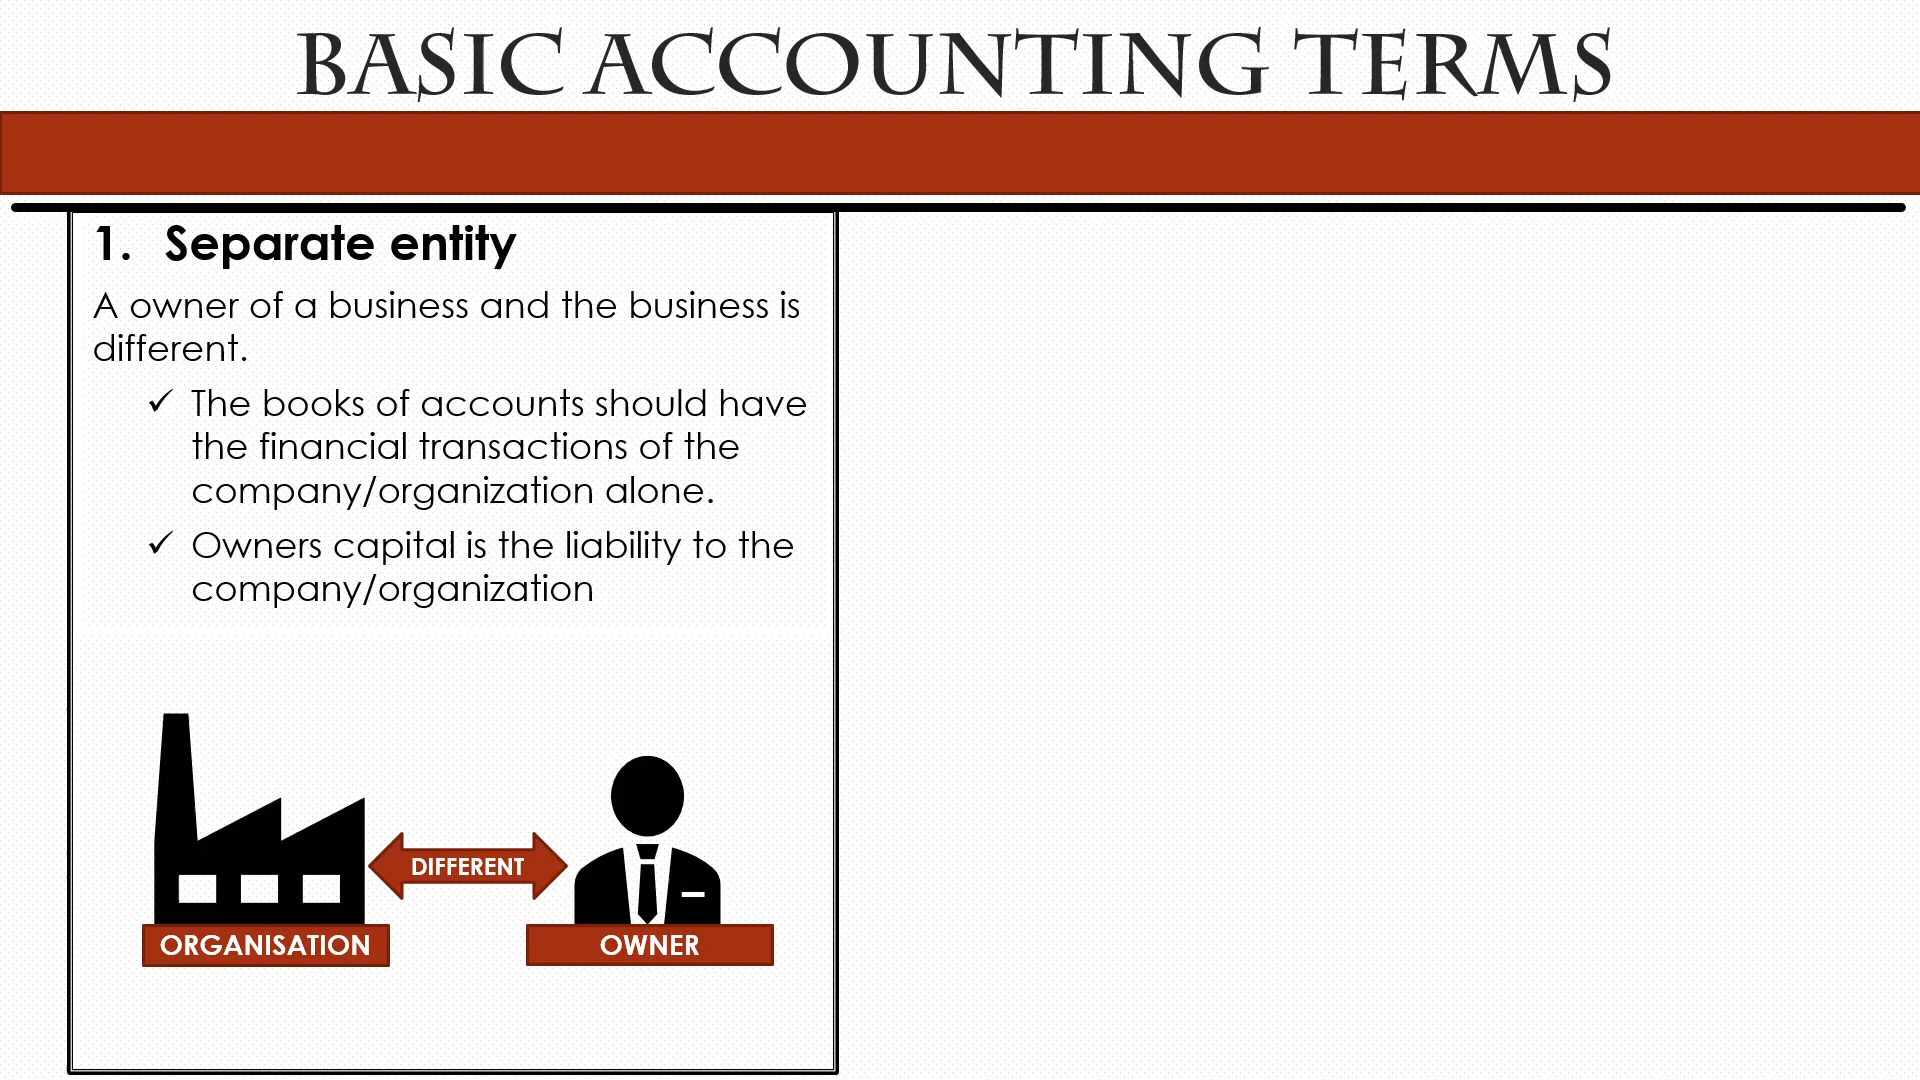 BASIC ACCOUNTING TERMS
1. Separate entity
A owner of a business and the business is
different.
✓ The books of accounts should have
the financial transactions of the
company/organization alone.
✓ Owners capital is the liability to the
company/organization
DIFFERENT
ORGANISATION
OWNER